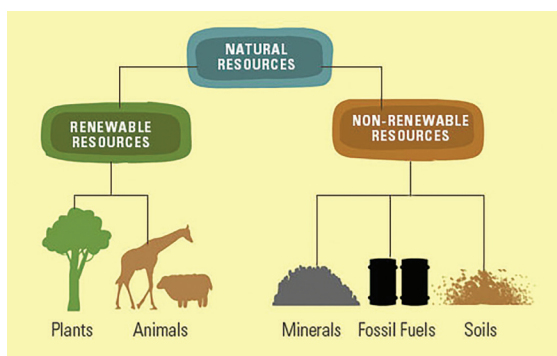 NATURAL
RESOURCES
RENEWABLE
RESOURCES
NON-RENEWABLE
RESOURCES
Plants
Animals
Minerals
Fossil Fuels
Soils